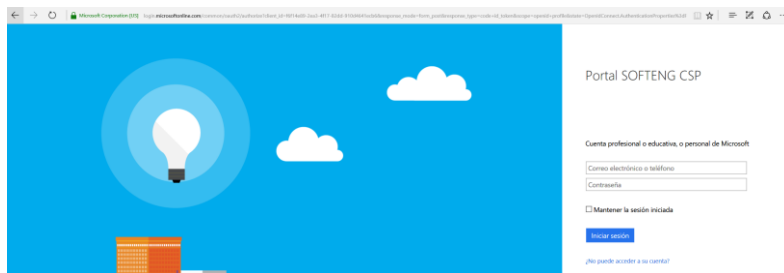 Microsoft Corporation [US]
login.microsoftonline.com
Portal SOFTENG CSP
Cuenta profesional o educativa, o personal de Microsoft
Correo electrónico o teléfono
Contraseña
Mantener la sesión iniciada
Iniciar sesión
¿No puede acceder a su cuenta?